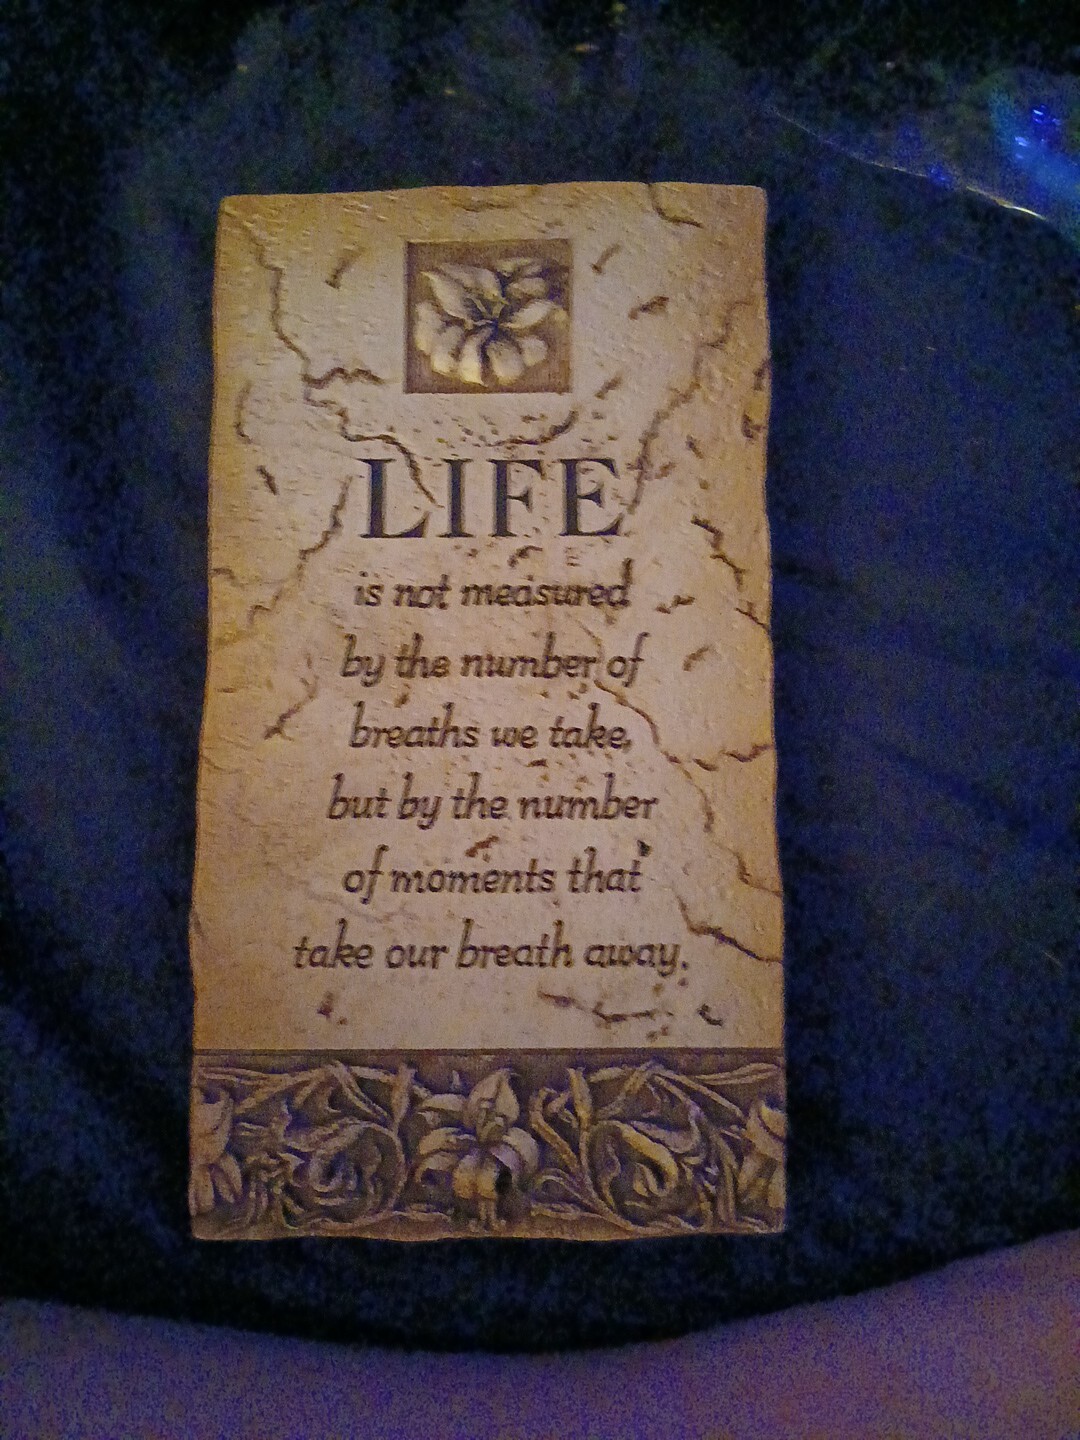 LIFE
is not measured
by the number of
breaths we take,
but by the number
of moments that
take our breath away.